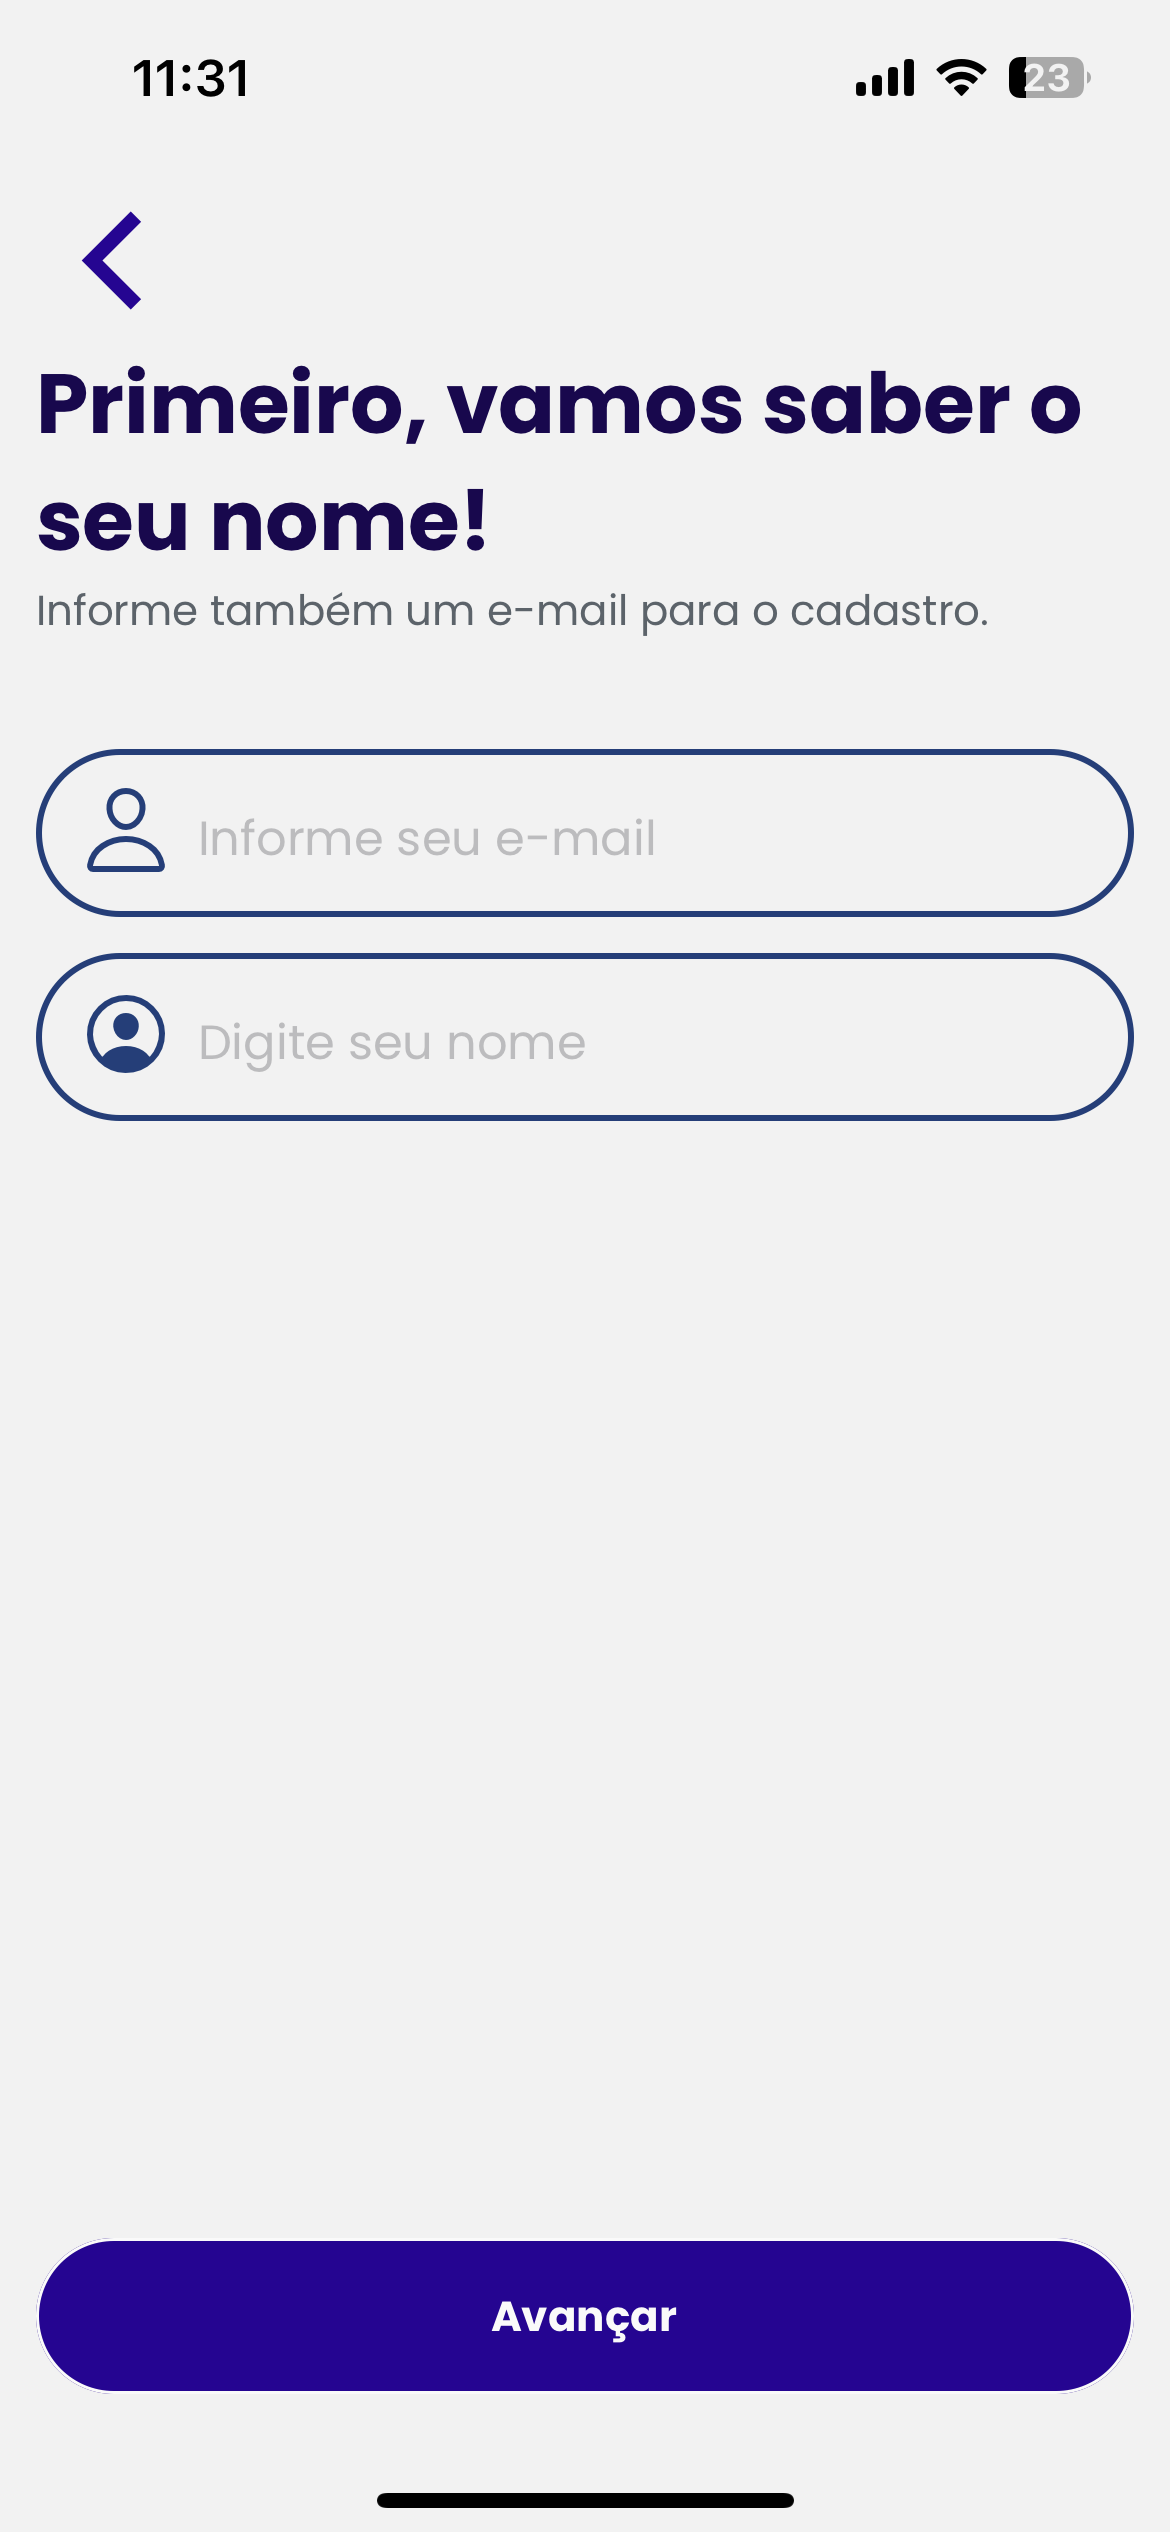 11:31
23
Primeiro, vamos saber o
seu nome!
Informe também um e-mail para o cadastro.
Informe seu e-mail
Digite seu nome
Avançar